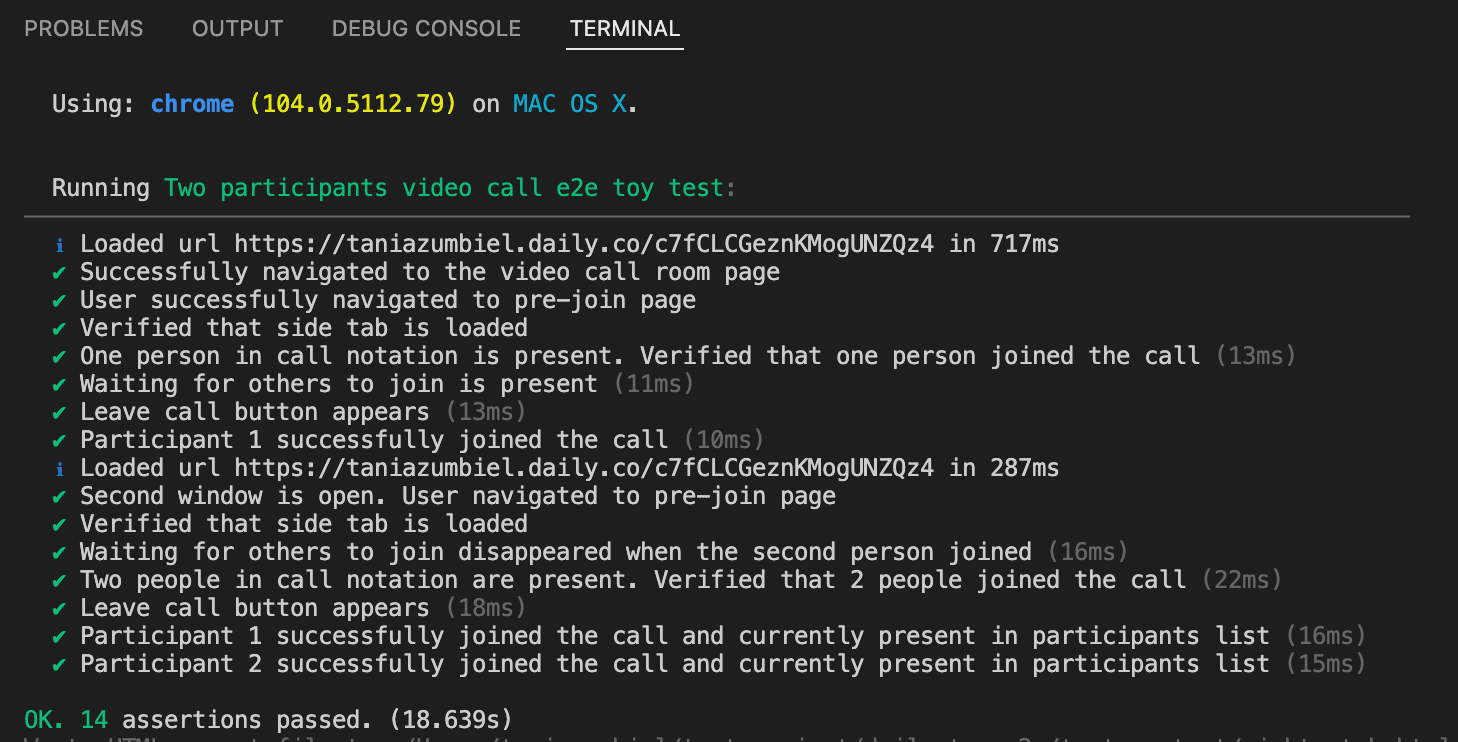 PROBLEMS OUTPUT DEBUG CONSOLE TERMINAL
Using: chrome (104.0.5112.79) on MAC OS X.
Running Two participants video call e2e toy test:
i Loaded url https://taniazumbiel.daily.co/c7fCLCGeznKMogUNZQz4 in 717ms
✔ Successfully navigated to the video call room page
✔ User successfully navigated to pre-join page
✔ Verified that side tab is loaded
✔ One person in call notation is present. Verified that one person joined the call (13ms)
✔ Waiting for others to join is present (11ms)
✔ Leave call button appears (13ms)
✔ Participant 1 successfully joined the call (10ms)
i Loaded url https://taniazumbiel.daily.co/c7fCLCGeznKMogUNZQz4 in 287ms
✔ Second window is open. User navigated to pre-join page
✔ Verified that side tab is loaded
✔ Waiting for others to join disappeared when the second person joined (16ms)
✔ Two people in call notation are present. Verified that 2 people joined the call (22ms)
✔ Leave call button appears (18ms)
✔ Participant 1 successfully joined the call and currently present in participants list (16ms)
✔ Participant 2 successfully joined the call and currently present in participants list (15ms)
OK. 14 assertions passed. (18.639s)